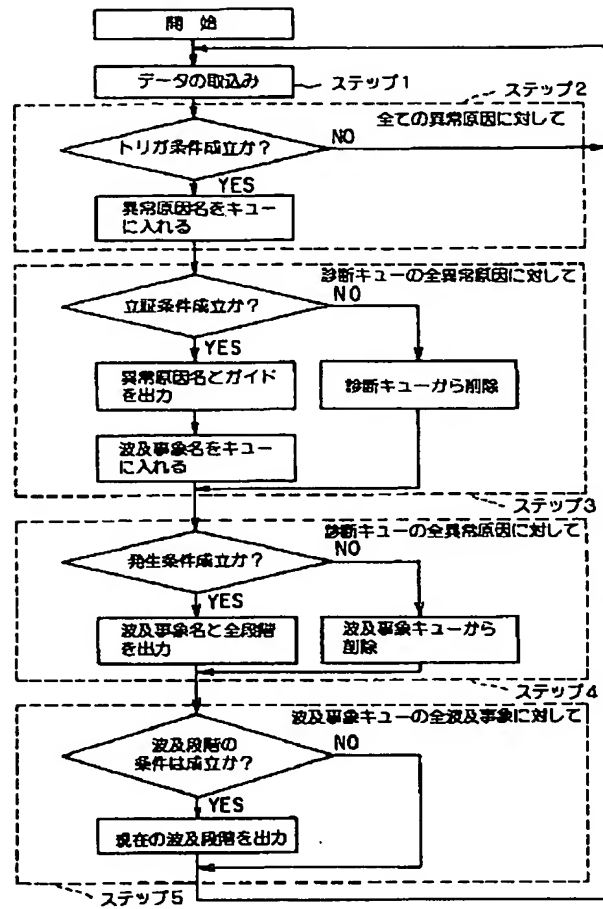 開始
データの取込み
ステップ1
ステップ2
全ての異常原因に対して
トリガ条件成立か?
NO
YES
異常原因名をキュー
に入れる
診断キューの全異常原因に対して
立証条件成立か?
NO
YES
異常原因名とガイド
を出力
診断キューから削除
波及事象名をキュー
に入れる
ステップ3
診断キューの全異常原因に対して
発生条件成立か?
NO
YES
波及事象名と全段階
を出力
波及事象キューから
削除
ステップ4
波及事象キューの全波及事象に対して
波及段階の
条件は成立か?
NO
YES
現在の波及段階を出力
ステップ5